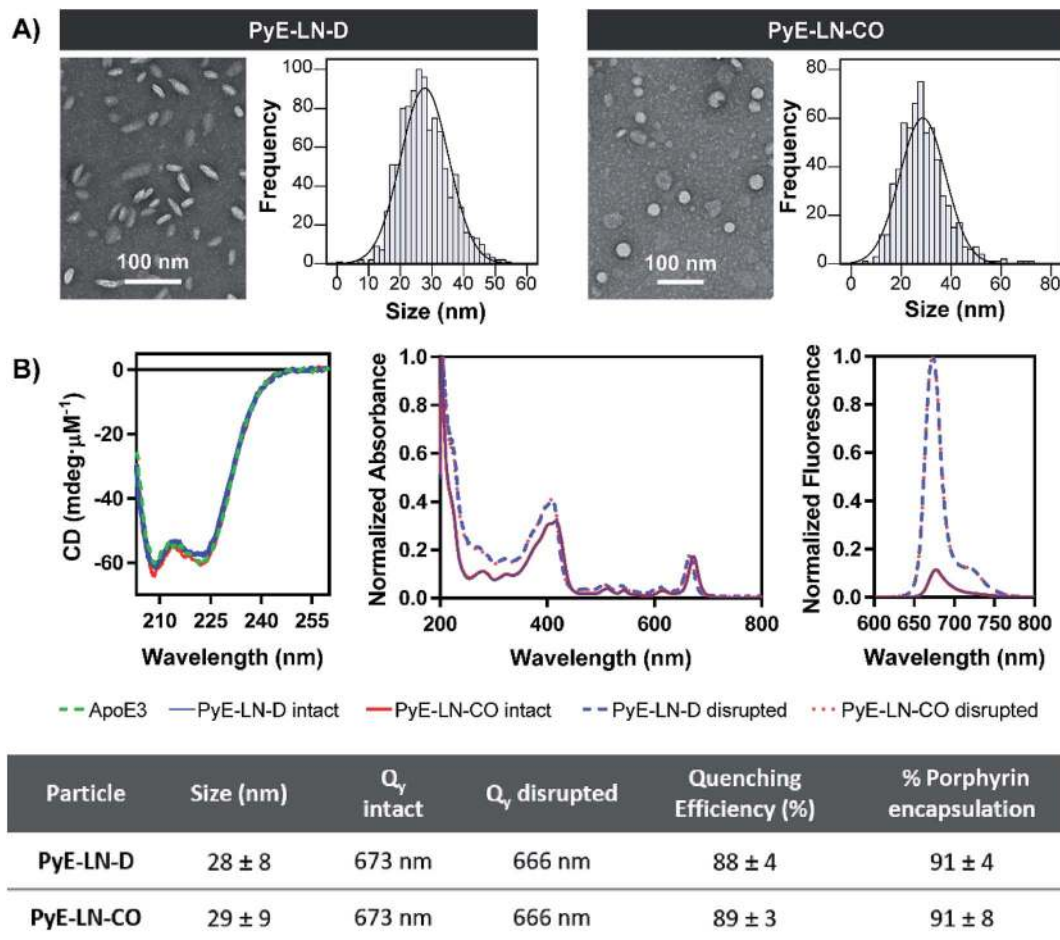 A)
PyE-LN-D
PyE-LN-CO
100 nm
Frequency
100
80
60
40
20
0
0 10 20 30 40 50 60
Size (nm)
100 nm
Frequency
80
60
40
20
0
0 20 40 60 80
Size (nm)
B)
CD (mdeg·µM⁻¹)
0
-20
-40
-60
210 225 240 255
Wavelength (nm)
Normalized Absorbance
1.0
0.8
0.6
0.4
0.2
0.0
200 400 600 800
Wavelength (nm)
Normalized Fluorescence
1.0
0.8
0.6
0.4
0.2
0.0
600 650 700 750 800
Wavelength (nm)
ApoE3 PyE-LN-D intact PyE-LN-CO intact PyE-LN-D disrupted PyE-LN-CO disrupted
Particle Size (nm) Qy intact Qy disrupted Quenching Efficiency (%) % Porphyrin encapsulation
PyE-LN-D 28 ± 8 673 nm 666 nm 88 ± 4 91 ± 4
PyE-LN-CO 29 ± 9 673 nm 666 nm 89 ± 3 91 ± 8